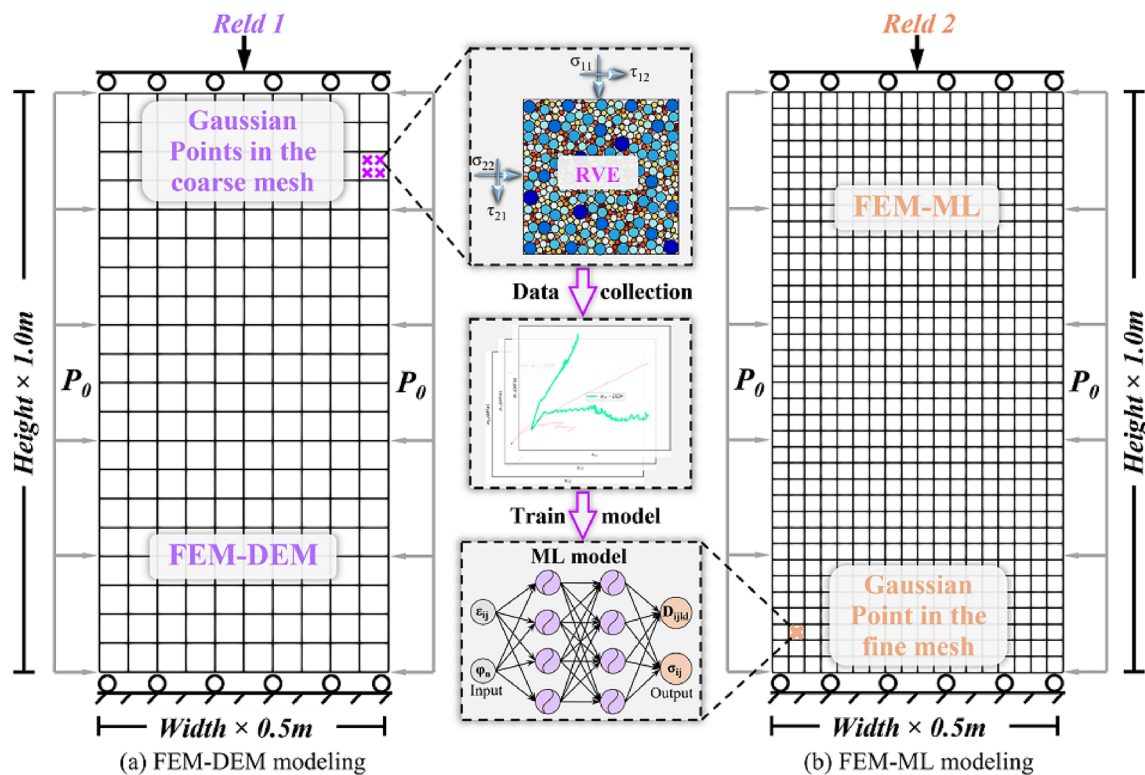 Reld 1
Gaussian
Points in the
coarse mesh
Height × 1.0m
P₀
P₀
FEM-DEM
Width × 0.5m
(a) FEM-DEM modeling
σ₁₁
τ₁₂
σ₂₂
τ₂₁
RVE
Data collection
Train model
ML model
εᵢⱼ
φₙ
Input
Dᵢⱼₖₗ
σᵢⱼ
Output
Reld 2
FEM-ML
P₀
P₀
Height × 1.0m
Gaussian
Point in the
fine mesh
Width × 0.5m
(b) FEM-ML modeling